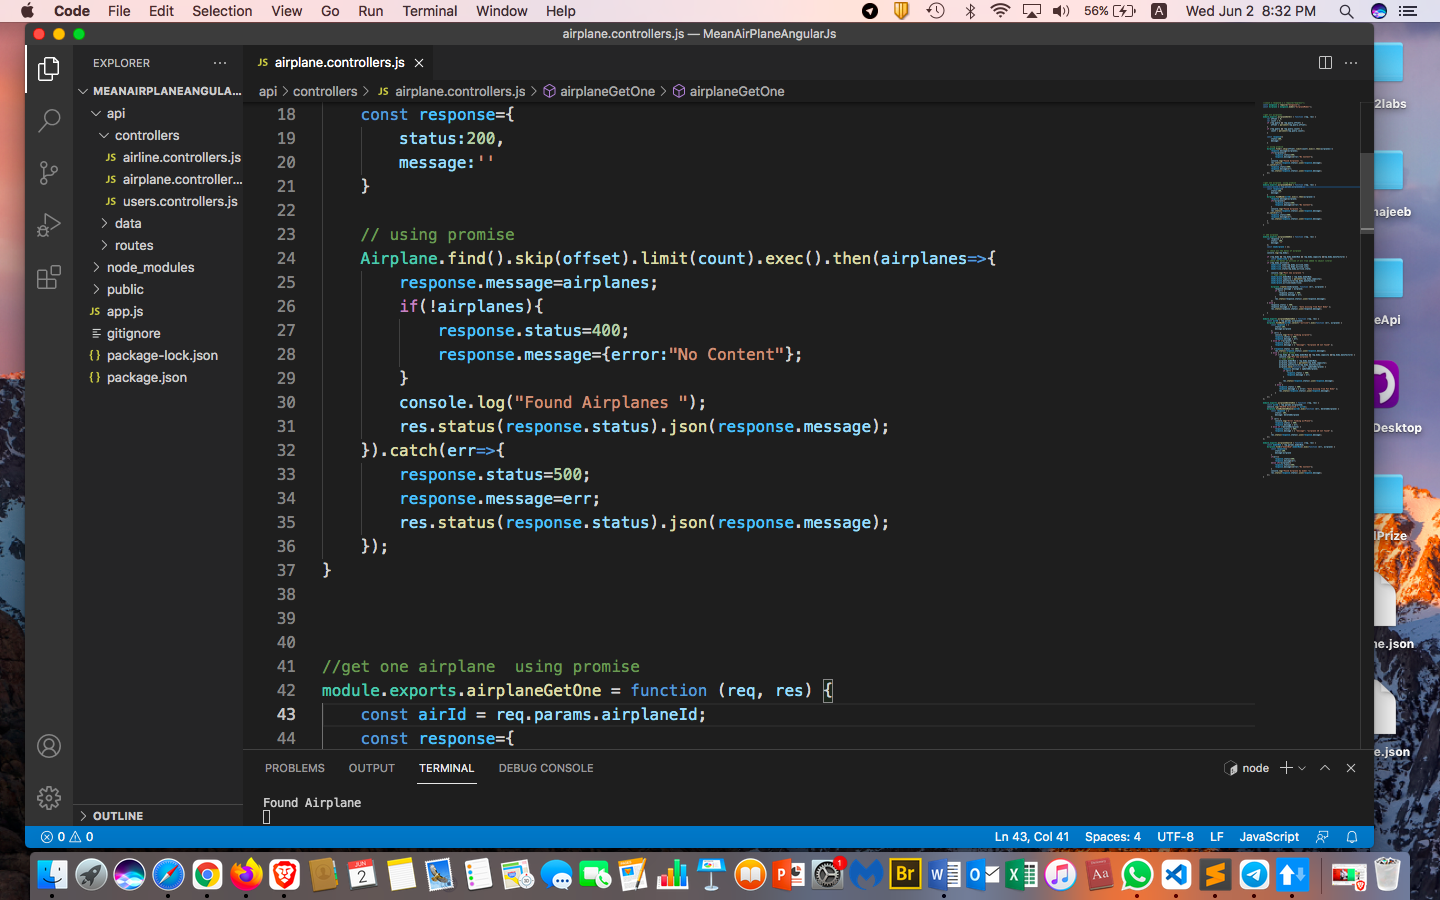 Code File Edit Selection View Go Run Terminal Window Help 56% A Wed Jun 2 8:32 PM
airplane.controllers.js — MeanAirPlaneAngularJs
EXPLORER
JS airplane.controllers.js
MEANAIRPLANEANGULA...
api > controllers > JS airplane.controllers.js > airplaneGetOne > airplaneGetOne
api
controllers
JS airline.controllers.js
JS airplane.controller...
JS users.controllers.js
data
routes
node_modules
public
JS app.js
gitignore
{} package-lock.json
{} package.json
OUTLINE
18 const response={
19 status:200,
20 message:''
21 }
22
23 // using promise
24 Airplane.find().skip(offset).limit(count).exec().then(airplanes=>{
25 response.message=airplanes;
26 if(!airplanes){
27 response.status=400;
28 response.message={error:"No Content"};
29 }
30 console.log("Found Airplanes ");
31 res.status(response.status).json(response.message);
32 }).catch(err=>{
33 response.status=500;
34 response.message=err;
35 res.status(response.status).json(response.message);
36 });
37 }
38
39
40
41 //get one airplane  using promise
42 module.exports.airplaneGetOne = function (req, res) {
43 const airId = req.params.airplaneId;
44 const response={
PROBLEMS OUTPUT TERMINAL DEBUG CONSOLE node
Found Airplane
0 0 Ln 43, Col 41 Spaces: 4 UTF-8 LF JavaScript
2labs
najeeb
eApi
Desktop
lPrize
ne.json
e.json
JUN
2
P
1
Br
W
O
X
Aa
S